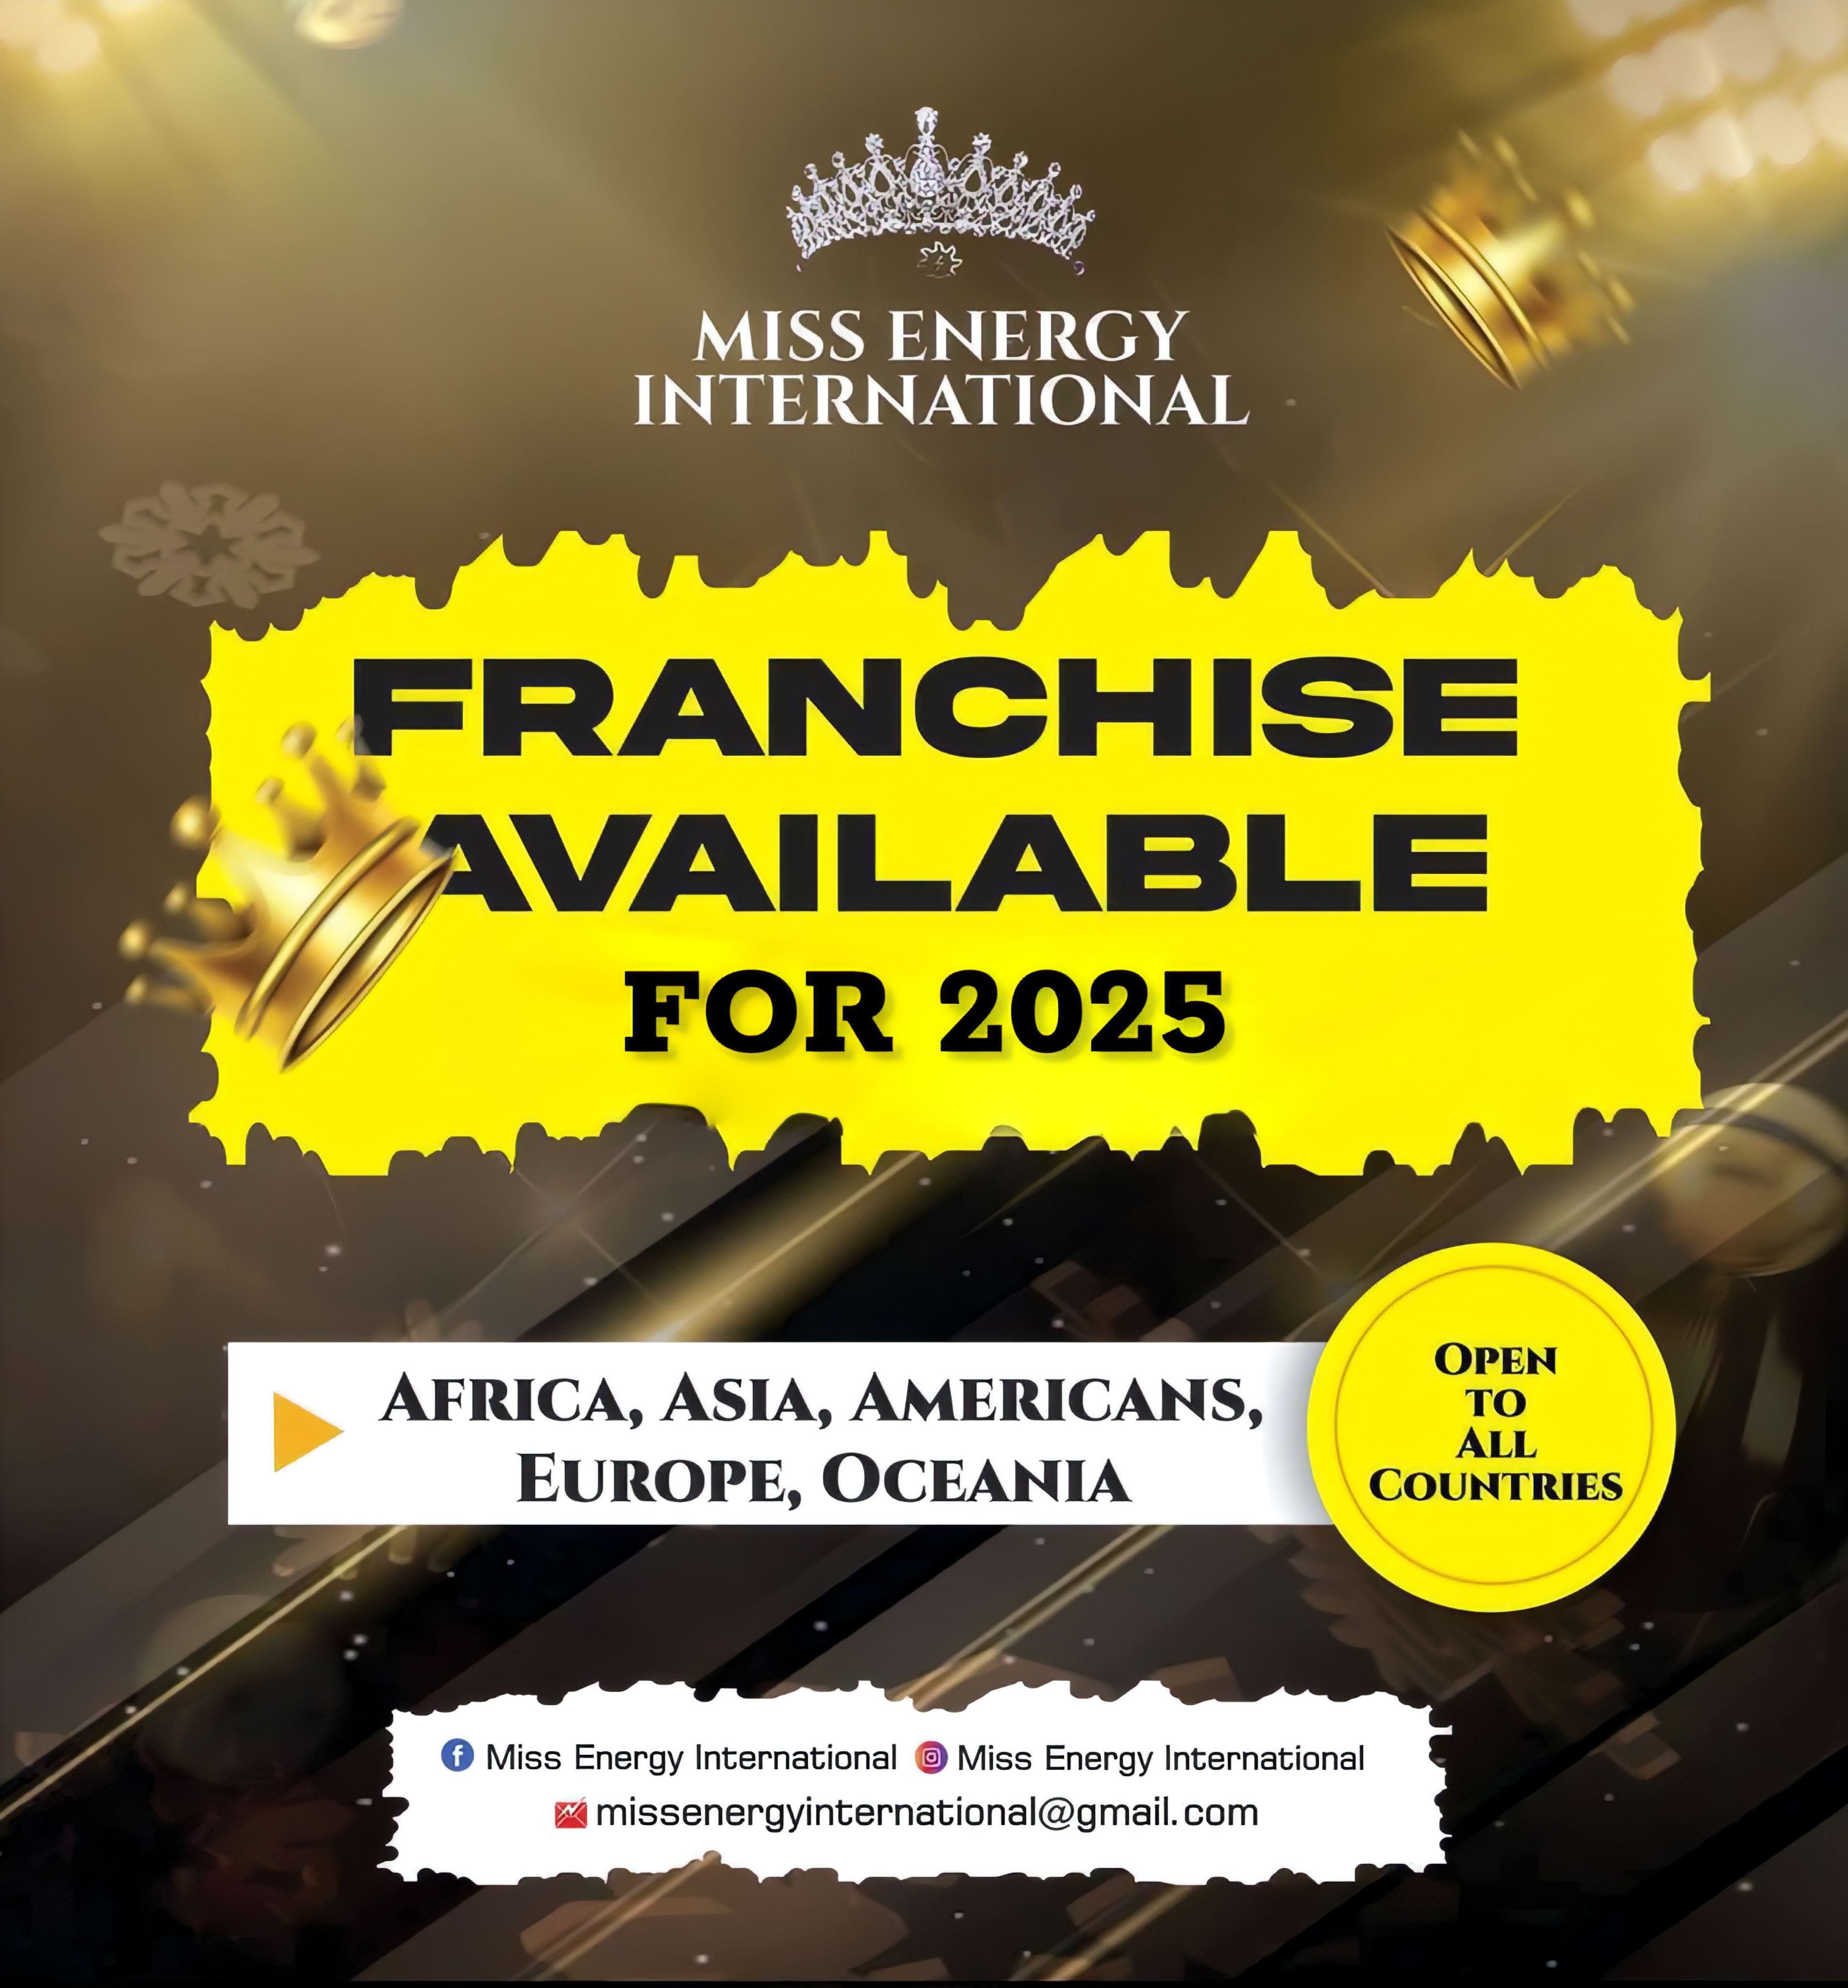 MISS ENERGY
INTERNATIONAL
FRANCHISE
AVAILABLE
FOR 2025
AFRICA, ASIA, AMERICANS,
EUROPE, OCEANIA
OPEN
TO
ALL
COUNTRIES
Miss Energy International Miss Energy International
missenergyinternational@gmail.com